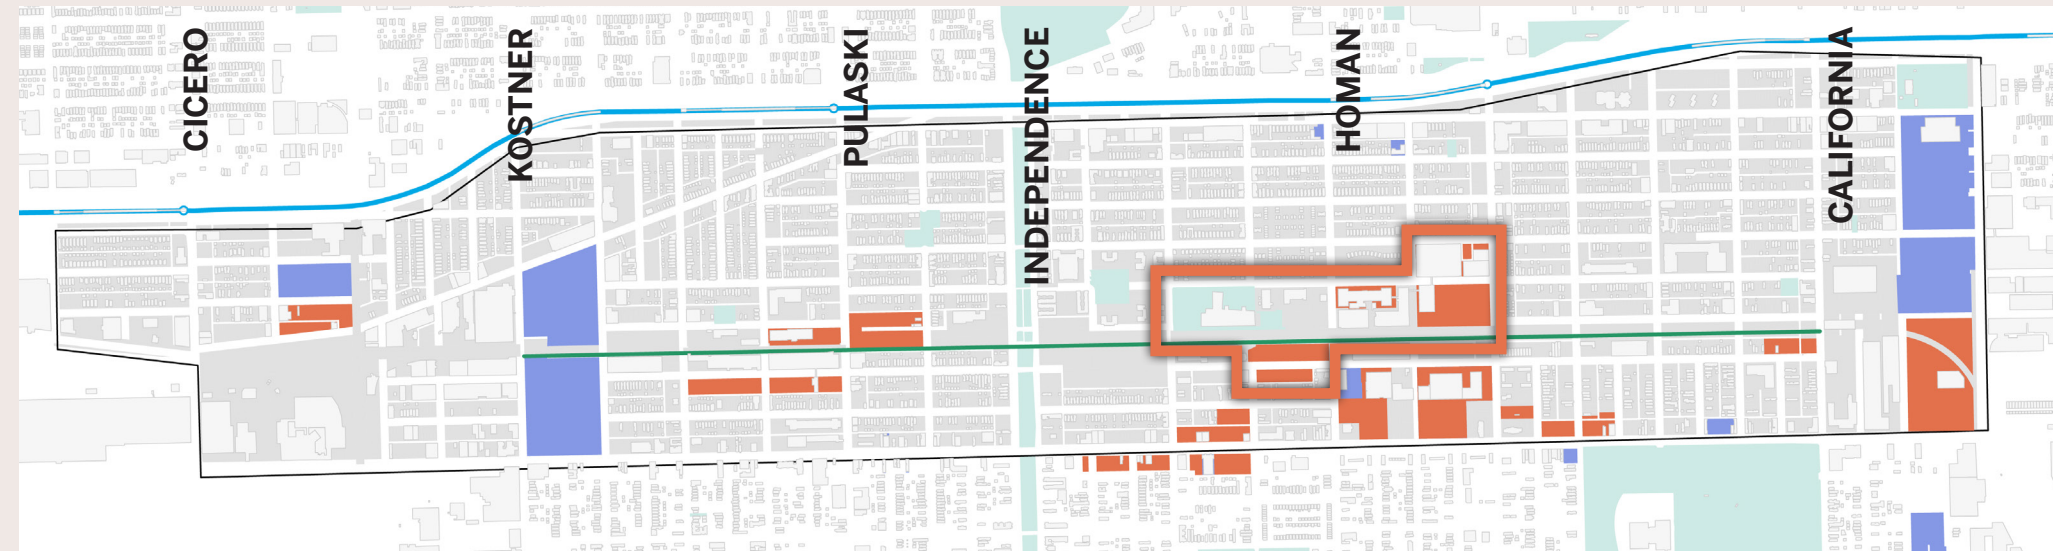 CICERO
KOSTNER
PULASKI
INDEPENDENCE
HOMAN
CALIFORNIA